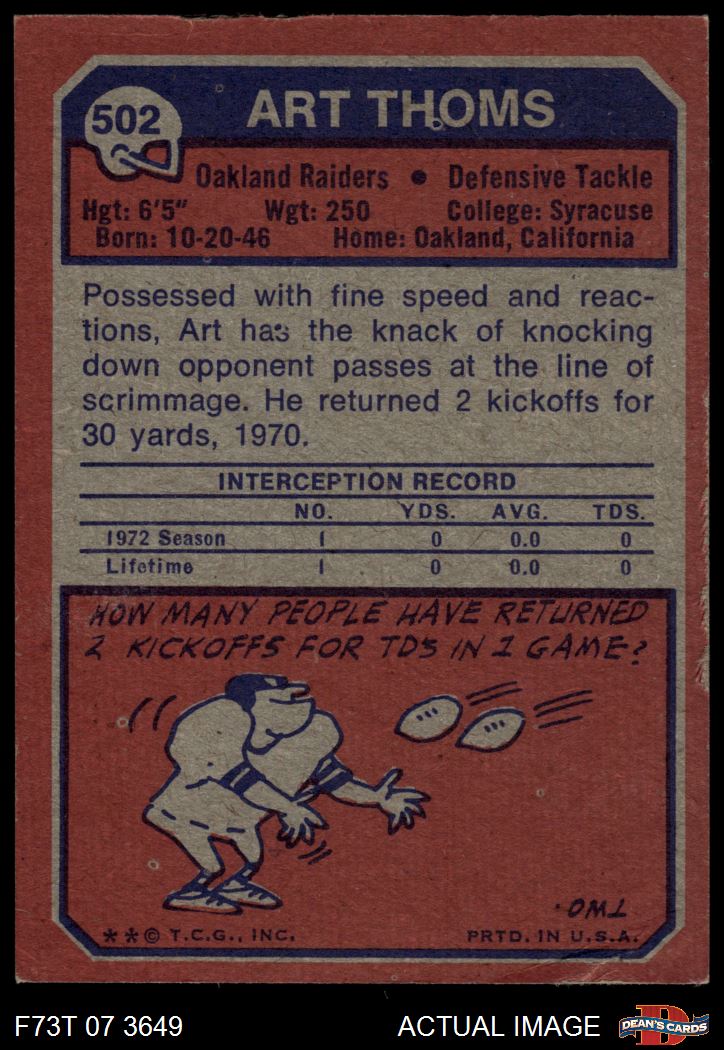 502
ART THOMS
Oakland Raiders • Defensive Tackle
Hgt: 6'5" Wgt: 250 College: Syracuse
Born: 10-20-46 Home: Oakland, California
Possessed with fine speed and reac-
tions, Art has the knack of knocking
down opponent passes at the line of
scrimmage. He returned 2 kickoffs for
30 yards, 1970.
INTERCEPTION RECORD
NO. YDS. AVG. TDS.
1972 Season 1 0 0.0 0
Lifetime 1 0 0.0 0
HOW MANY PEOPLE HAVE RETURNED
2 KICKOFFS FOR TD'S IN 1 GAME?
TWO.
**© T.C.G., INC. PRTD. IN U.S.A.
F73T 07 3649 ACTUAL IMAGE
D
DEAN'S CARDS